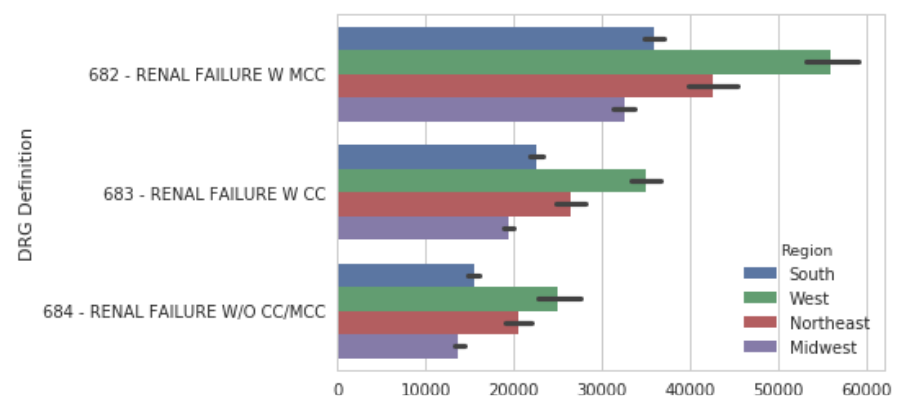 DRG Definition
682 - RENAL FAILURE W MCC
683 - RENAL FAILURE W CC
684 - RENAL FAILURE W/O CC/MCC
Region
South
West
Northeast
Midwest
0 10000 20000 30000 40000 50000 60000